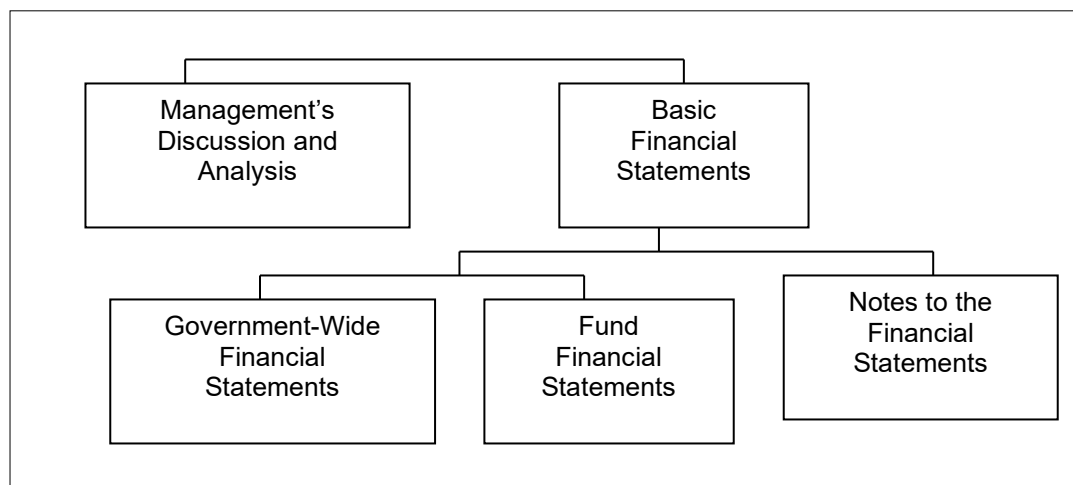 Management’s
Discussion and
Analysis
Basic
Financial
Statements
Government-Wide
Financial
Statements
Fund
Financial
Statements
Notes to the
Financial
Statements